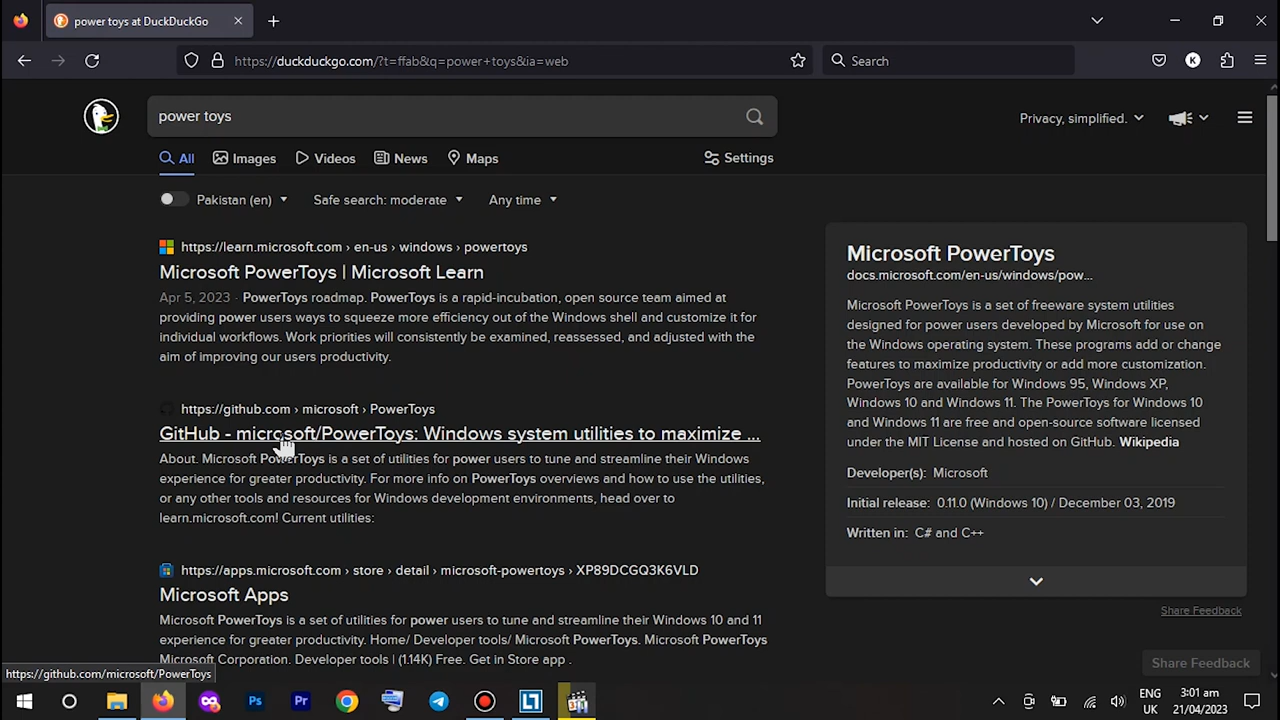 power toys at DuckDuckGo
https://duckduckgo.com/?t=ffab&q=power+toys&ia=web
Search
K
power toys
Privacy, simplified.
All
Images
Videos
News
Maps
Settings
Pakistan (en)
Safe search: moderate
Any time
https://learn.microsoft.com › en-us › windows › powertoys
Microsoft PowerToys | Microsoft Learn
Apr 5, 2023 · PowerToys roadmap. PowerToys is a rapid-incubation, open source team aimed at
providing power users ways to squeeze more efficiency out of the Windows shell and customize it for
individual workflows. Work priorities will consistently be examined, reassessed, and adjusted with the
aim of improving our users productivity.
https://github.com › microsoft › PowerToys
GitHub - microsoft/PowerToys: Windows system utilities to maximize ...
About. Microsoft PowerToys is a set of utilities for power users to tune and streamline their Windows
experience for greater productivity. For more info on PowerToys overviews and how to use the utilities,
or any other tools and resources for Windows development environments, head over to
learn.microsoft.com! Current utilities:
https://apps.microsoft.com › store › detail › microsoft-powertoys › XP89DCGQ3K6VLD
Microsoft Apps
Microsoft PowerToys is a set of utilities for power users to tune and streamline their Windows 10 and 11
experience for greater productivity. Home/ Developer tools/ Microsoft PowerToys. Microsoft PowerToys
Microsoft Corporation. Developer tools | (1.14K) Free. Get in Store app .
Microsoft PowerToys
docs.microsoft.com/en-us/windows/pow...
Microsoft PowerToys is a set of freeware system utilities
designed for power users developed by Microsoft for use on
the Windows operating system. These programs add or change
features to maximize productivity or add more customization.
PowerToys are available for Windows 95, Windows XP,
Windows 10 and Windows 11. The PowerToys for Windows 10
and Windows 11 are free and open-source software licensed
under the MIT License and hosted on GitHub. Wikipedia
Developer(s): Microsoft
Initial release: 0.11.0 (Windows 10) / December 03, 2019
Written in: C# and C++
Share Feedback
Share Feedback
https://github.com/microsoft/PowerToys
Ps
Pr
ENG
UK
3:01 am
21/04/2023